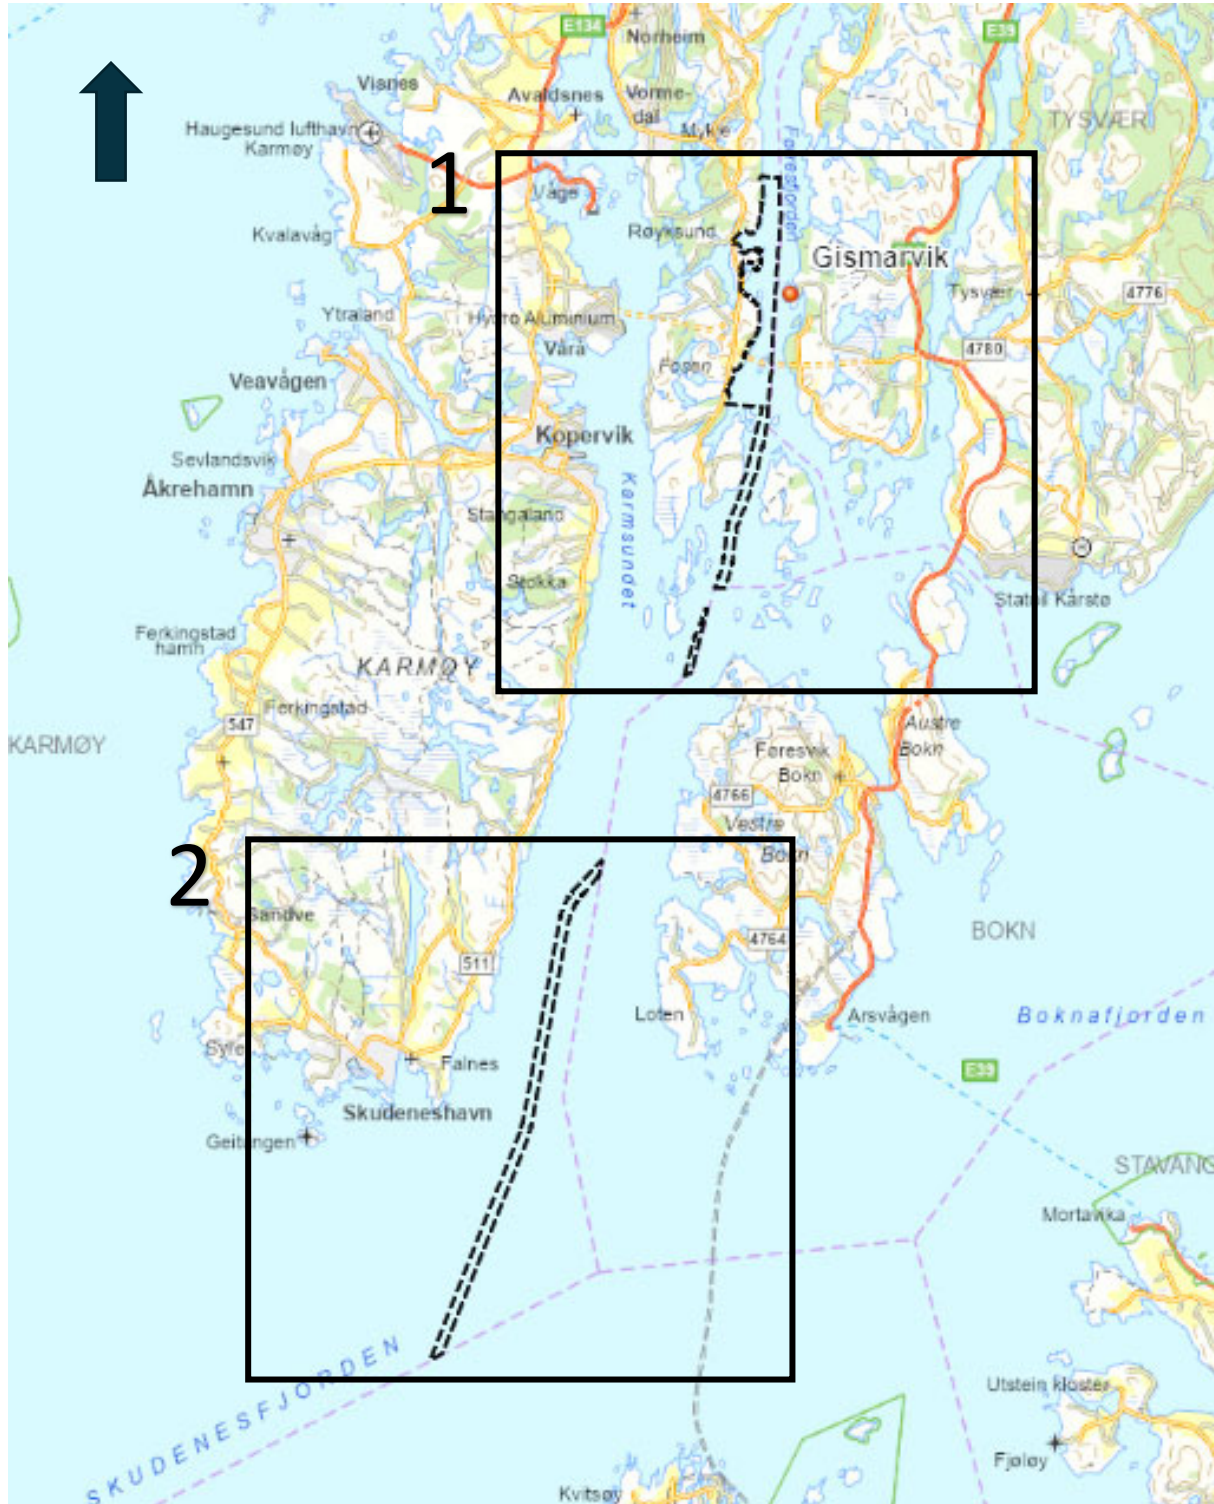 E134
E39
Norheim
Visnes
Avaldsnes
Vorme-
dal
Mykje
TYSVÆR
Haugesund lufthavn
Karmøy
Førresfjorden
1
Våge
Kvalavåg
Røyksund
Gismarvik
Tysvær
4776
Ytraland
Hydro Aluminium
Våra
4780
Fosen
Veavågen
Kopervik
Sevlandsvik
Åkrehamn
Karmsundet
Stangaland
Stokka
Statoil Kårstø
Ferkingstad
hamn
KARMØY
Ferkingstad
547
Austre
Bokn
KARMØY
Føresvik
Bokn
4766
Vestre
Bokn
2
Sandve
BOKN
4764
511
Loten
Arsvågen
Boknafjorden
Syre
Falnes
E39
Skudeneshavn
Geitungen
STAVANG
Mortavika
SKUDENESFJORDEN
Utstein kloster
Fjøløy
Kvitsøy